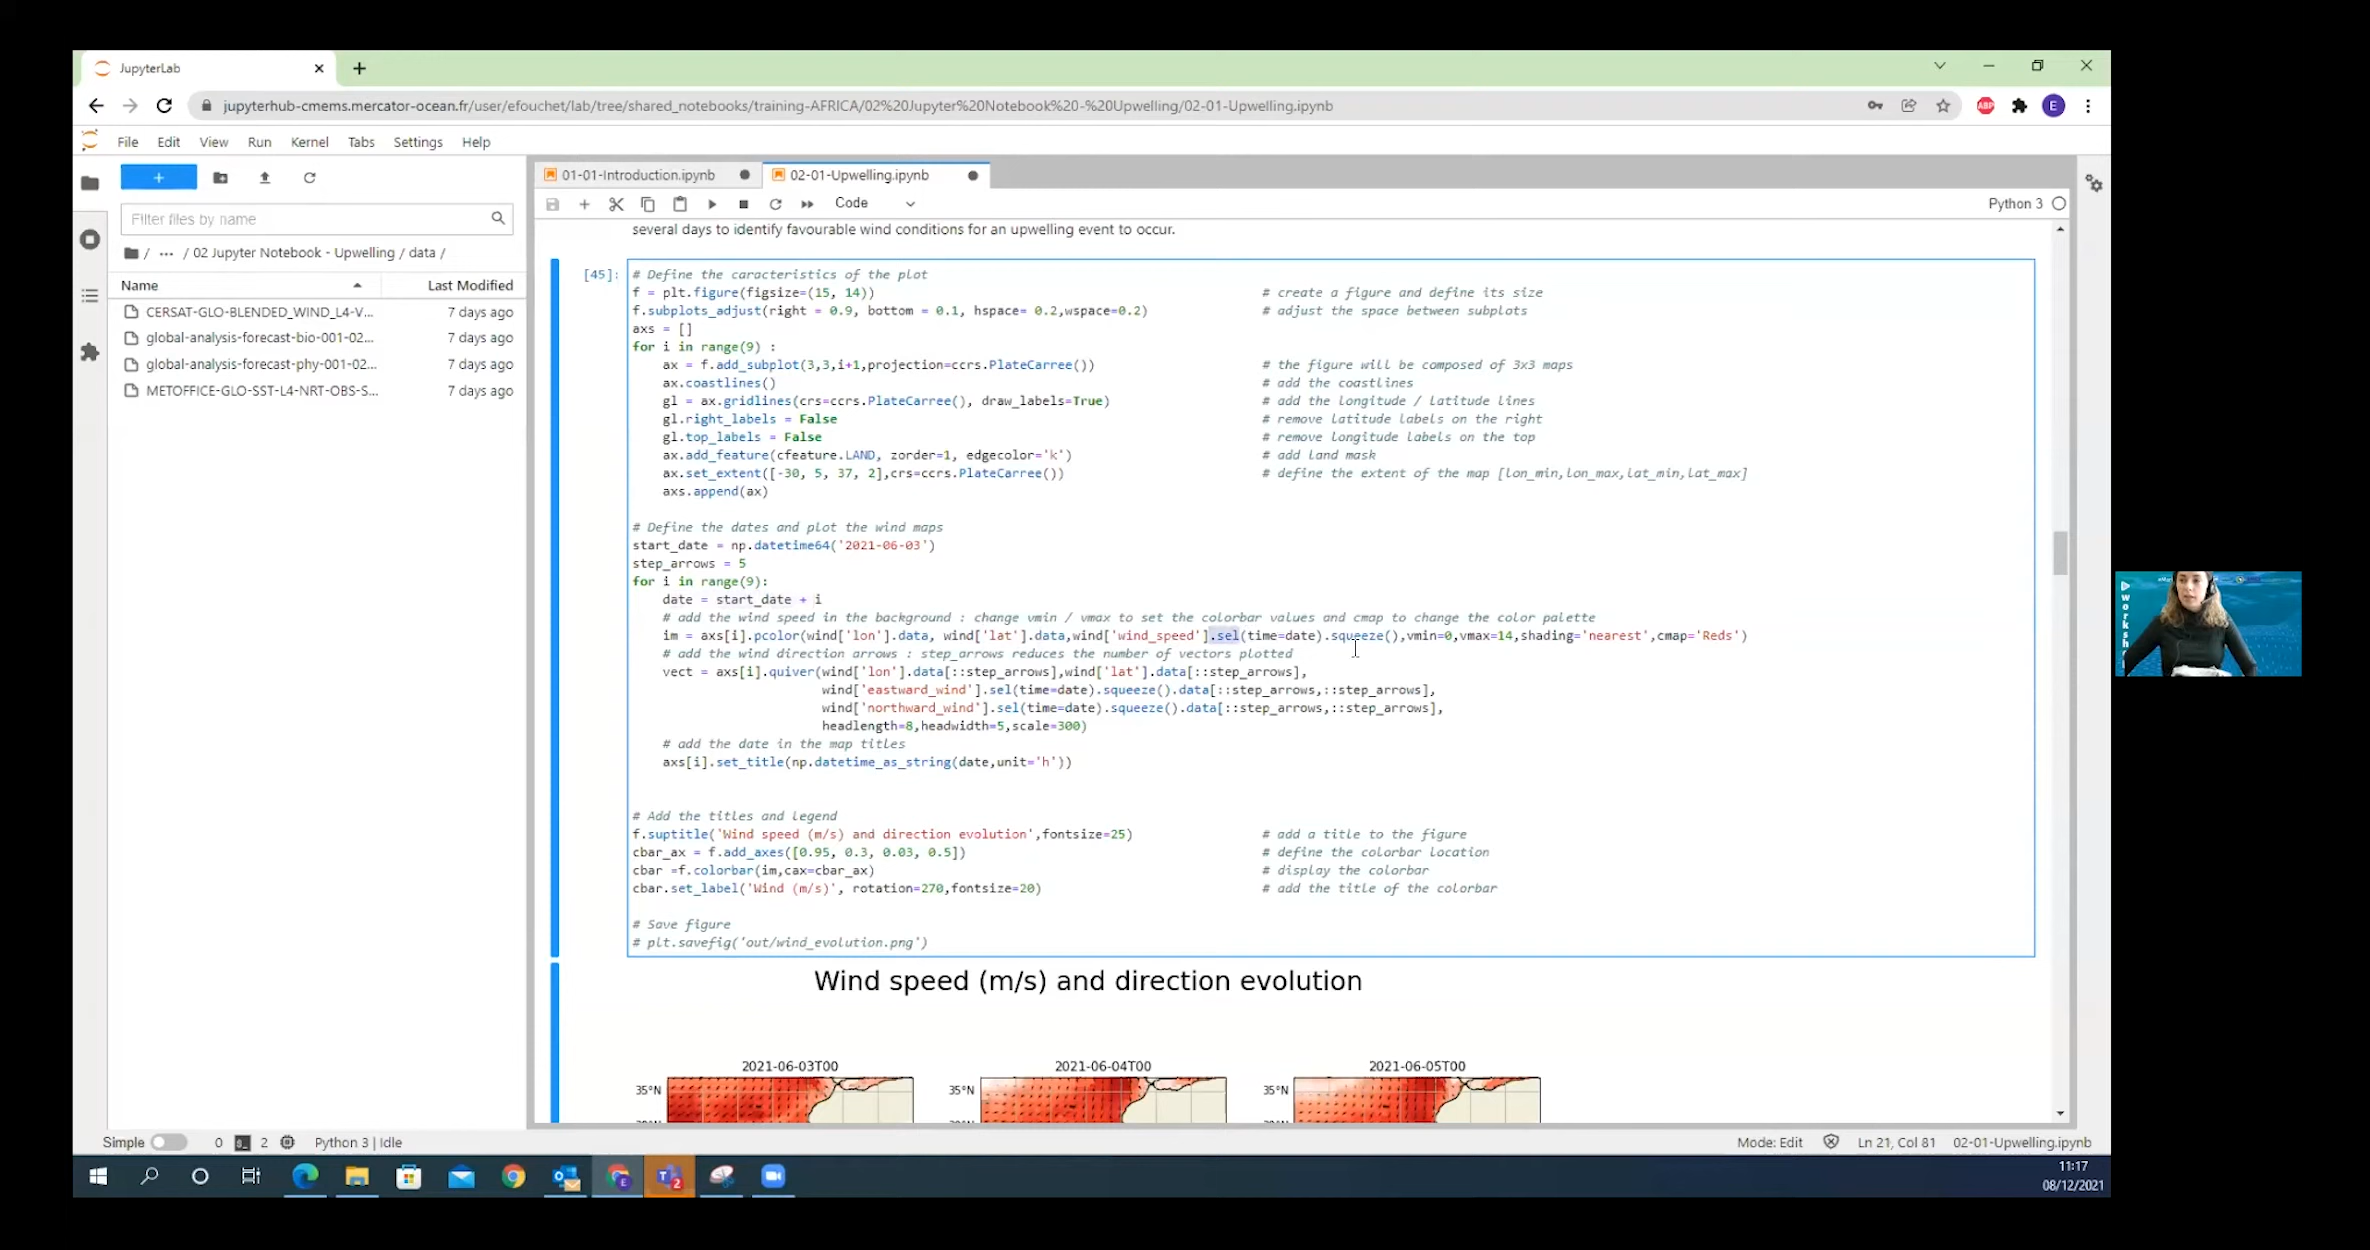 JupyterLab
jupyterhub-cmems.mercator-ocean.fr/user/efouchet/lab/tree/shared_notebooks/training-AFRICA/02%20Jupyter%20Notebook%20-%20Upwelling/02-01-Upwelling.ipynb
ABP
E
File Edit View Run Kernel Tabs Settings Help
Filter files by name
/ ··· / 02 Jupyter Notebook - Upwelling / data /
Name Last Modified
CERSAT-GLO-BLENDED_WIND_L4-V... 7 days ago
global-analysis-forecast-bio-001-02... 7 days ago
global-analysis-forecast-phy-001-02... 7 days ago
METOFFICE-GLO-SST-L4-NRT-OBS-S... 7 days ago
01-01-Introduction.ipynb
02-01-Upwelling.ipynb
Code
Python 3
several days to identify favourable wind conditions for an upwelling event to occur.
[45]:
# Define the caracteristics of the plot
f = plt.figure(figsize=(15, 14)) # create a figure and define its size
f.subplots_adjust(right = 0.9, bottom = 0.1, hspace= 0.2,wspace=0.2) # adjust the space between subplots
axs = []
for i in range(9) :
ax = f.add_subplot(3,3,i+1,projection=ccrs.PlateCarree()) # the figure will be composed of 3x3 maps
ax.coastlines() # add the coastlines
gl = ax.gridlines(crs=ccrs.PlateCarree(), draw_labels=True) # add the longitude / latitude lines
gl.right_labels = False # remove latitude labels on the right
gl.top_labels = False # remove longitude labels on the top
ax.add_feature(cfeature.LAND, zorder=1, edgecolor='k') # add land mask
ax.set_extent([-30, 5, 37, 2],crs=ccrs.PlateCarree()) # define the extent of the map [lon_min,lon_max,lat_min,lat_max]
axs.append(ax)
# Define the dates and plot the wind maps
start_date = np.datetime64('2021-06-03')
step_arrows = 5
for i in range(9):
date = start_date + i
# add the wind speed in the background : change vmin / vmax to set the colorbar values and cmap to change the color palette
im = axs[i].pcolor(wind['lon'].data, wind['lat'].data,wind['wind_speed'].sel(time=date).squeeze(),vmin=0,vmax=14,shading='nearest',cmap='Reds')
# add the wind direction arrows : step_arrows reduces the number of vectors plotted
vect = axs[i].quiver(wind['lon'].data[::step_arrows],wind['lat'].data[::step_arrows],
wind['eastward_wind'].sel(time=date).squeeze().data[::step_arrows,::step_arrows],
wind['northward_wind'].sel(time=date).squeeze().data[::step_arrows,::step_arrows],
headlength=8,headwidth=5,scale=300)
# add the date in the map titles
axs[i].set_title(np.datetime_as_string(date,unit='h'))
# Add the titles and legend
f.suptitle('Wind speed (m/s) and direction evolution',fontsize=25) # add a title to the figure
cbar_ax = f.add_axes([0.95, 0.3, 0.03, 0.5]) # define the colorbar location
cbar =f.colorbar(im,cax=cbar_ax) # display the colorbar
cbar.set_label('Wind (m/s)', rotation=270,fontsize=20) # add the title of the colorbar
# Save figure
# plt.savefig('out/wind_evolution.png')
Wind speed (m/s) and direction evolution
2021-06-03T00 2021-06-04T00 2021-06-05T00
35°N 35°N 35°N
Simple 0 2 Python 3 | Idle Mode: Edit Ln 21, Col 81 02-01-Upwelling.ipynb
11:17
08/12/2021
worksh